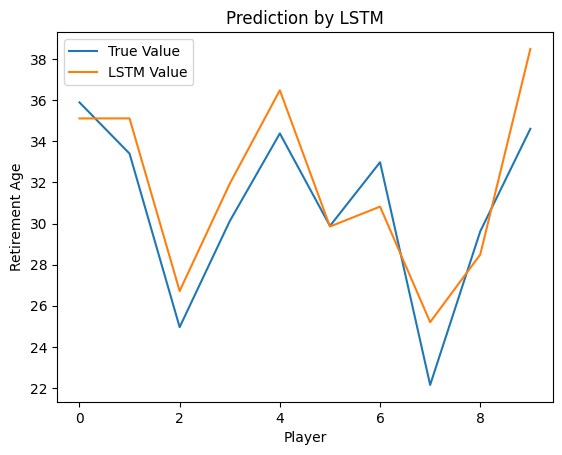 Prediction by LSTM
True Value
LSTM Value
38
36
34
32
30
28
26
24
22
Retirement Age
0
2
4
6
8
Player